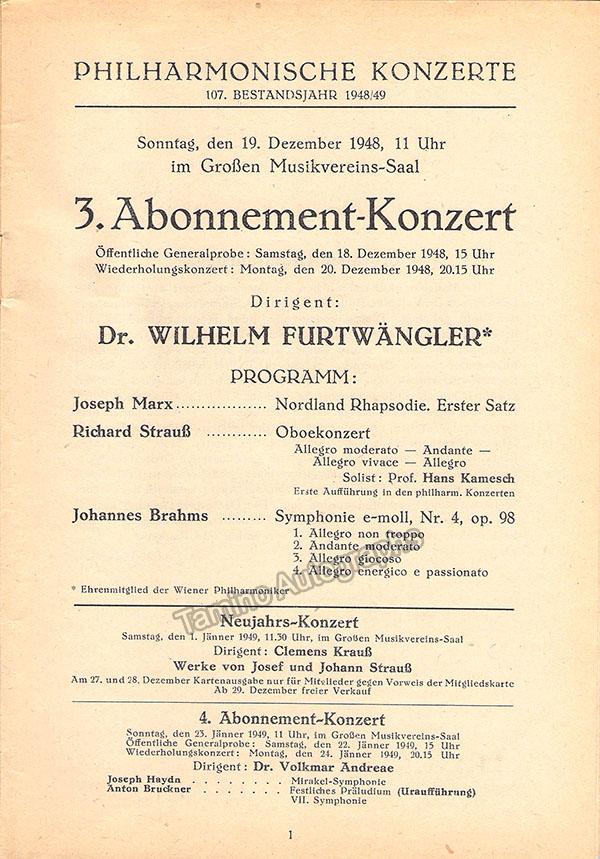 PHILHARMONISCHE KONZERTE
107. BESTANDSJAHR 1948/49
Sonntag, den 19. Dezember 1948, 11 Uhr
im Großen Musikvereins-Saal
3. Abonnement-Konzert
Öffentliche Generalprobe: Samstag, den 18. Dezember 1948, 15 Uhr
Wiederholungskonzert: Montag, den 20. Dezember 1948, 20.15 Uhr
Dirigent:
Dr. WILHELM FURTWÄNGLER*
PROGRAMM:
Joseph Marx.................. Nordland Rhapsodie. Erster Satz
Richard Strauß ............ Oboekonzert
Allegro moderato — Andante —
Allegro vivace — Allegro
Solist: Prof. Hans Kamesch
Erste Aufführung in den philharm. Konzerten
Johannes Brahms ......... Symphonie e-moll, Nr. 4, op. 98
1. Allegro non troppo
2. Andante moderato
3. Allegro giocoso
4. Allegro energico e passionato
* Ehrenmitglied der Wiener Philharmoniker
Tamino Autographs
Neujahrs-Konzert
Samstag, den 1. Jänner 1949, 11.30 Uhr, im Großen Musikvereins-Saal
Dirigent: Clemens Krauß
Werke von Josef und Johann Strauß
Am 27. und 28. Dezember Kartenausgabe nur für Mitglieder gegen Vorweis der Mitgliedskarte
Ab 29. Dezember freier Verkauf
4. Abonnement-Konzert
Sonntag, den 23. Jänner 1949, 11 Uhr, im Großen Musikvereins-Saal
Öffentliche Generalprobe: Samstag, den 22. Jänner 1949, 15 Uhr
Wiederholungskonzert: Montag, den 24. Jänner 1949, 20.15 Uhr
Dirigent: Dr. Volkmar Andreae
Joseph Haydn . . . . . . . . Mirakel-Symphonie
Anton Bruckner . . . . . . . Festliches Präludium (Uraufführung)
VII. Symphonie
1